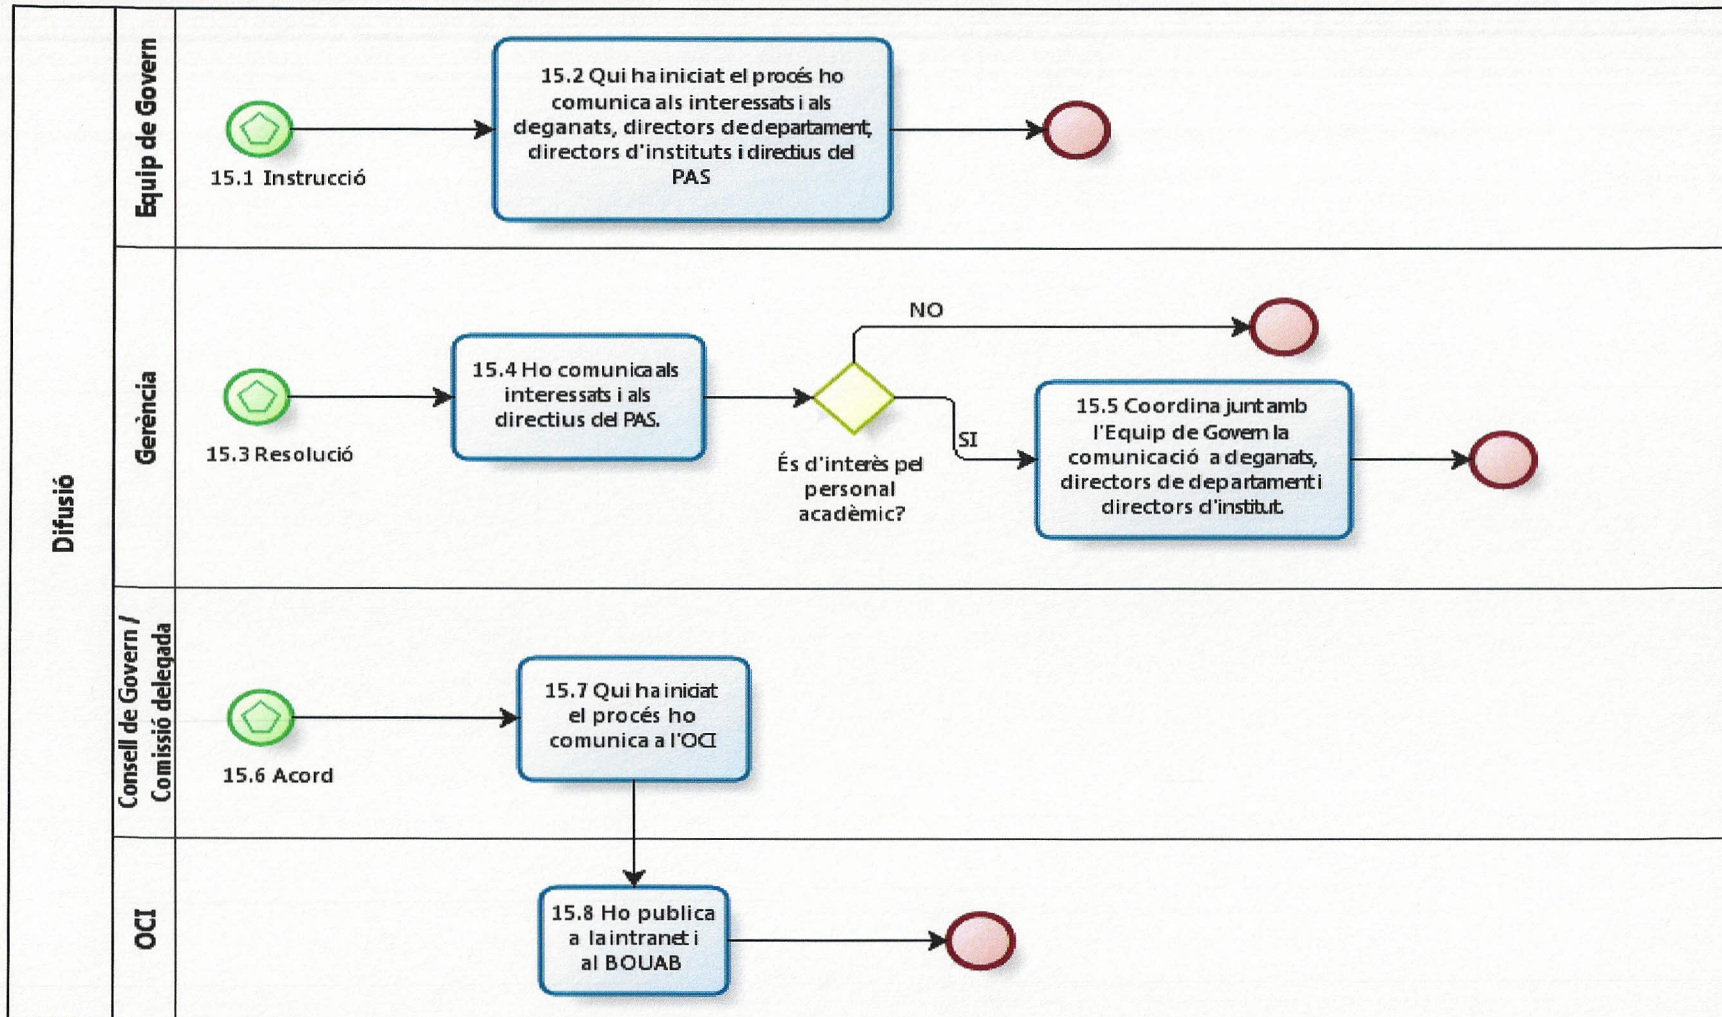 Difusió
Equip de Govern
15.1 Instrucció
15.2 Qui ha iniciat el procés ho
comunica als interessats i als
deganats, directors de departament,
directors d'instituts i directius del
PAS
Gerència
15.3 Resolució
15.4 Ho comunica als
interessats i als
directius del PAS.
És d'interès pel
personal
acadèmic?
NO
SI
15.5 Coordina junt amb
l'Equip de Govern la
comunicació a deganats,
directors de departament i
directors d'institut.
Consell de Govern /
Comissió delegada
15.6 Acord
15.7 Qui ha iniciat
el procés ho
comunica a l'OCI
OCI
15.8 Ho publica
a la intranet i
al BOUAB